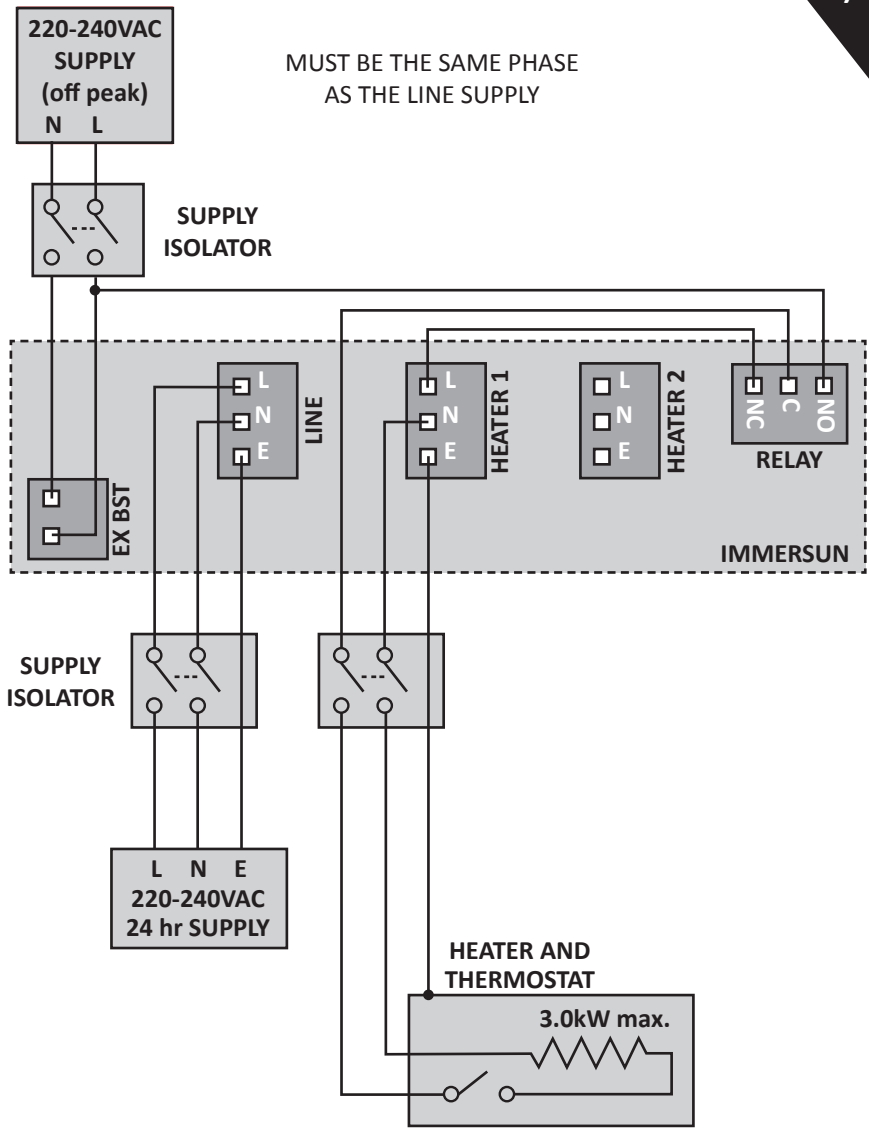 220-240VAC
SUPPLY
(off peak)
N L
MUST BE THE SAME PHASE
AS THE LINE SUPPLY
SUPPLY
ISOLATOR
L
N
E
LINE
L
N
E
HEATER 1
L
N
E
HEATER 2
NC
C
NO
RELAY
EX BST
IMMERSUN
SUPPLY
ISOLATOR
L N E
220-240VAC
24 hr SUPPLY
HEATER AND
THERMOSTAT
3.0kW max.